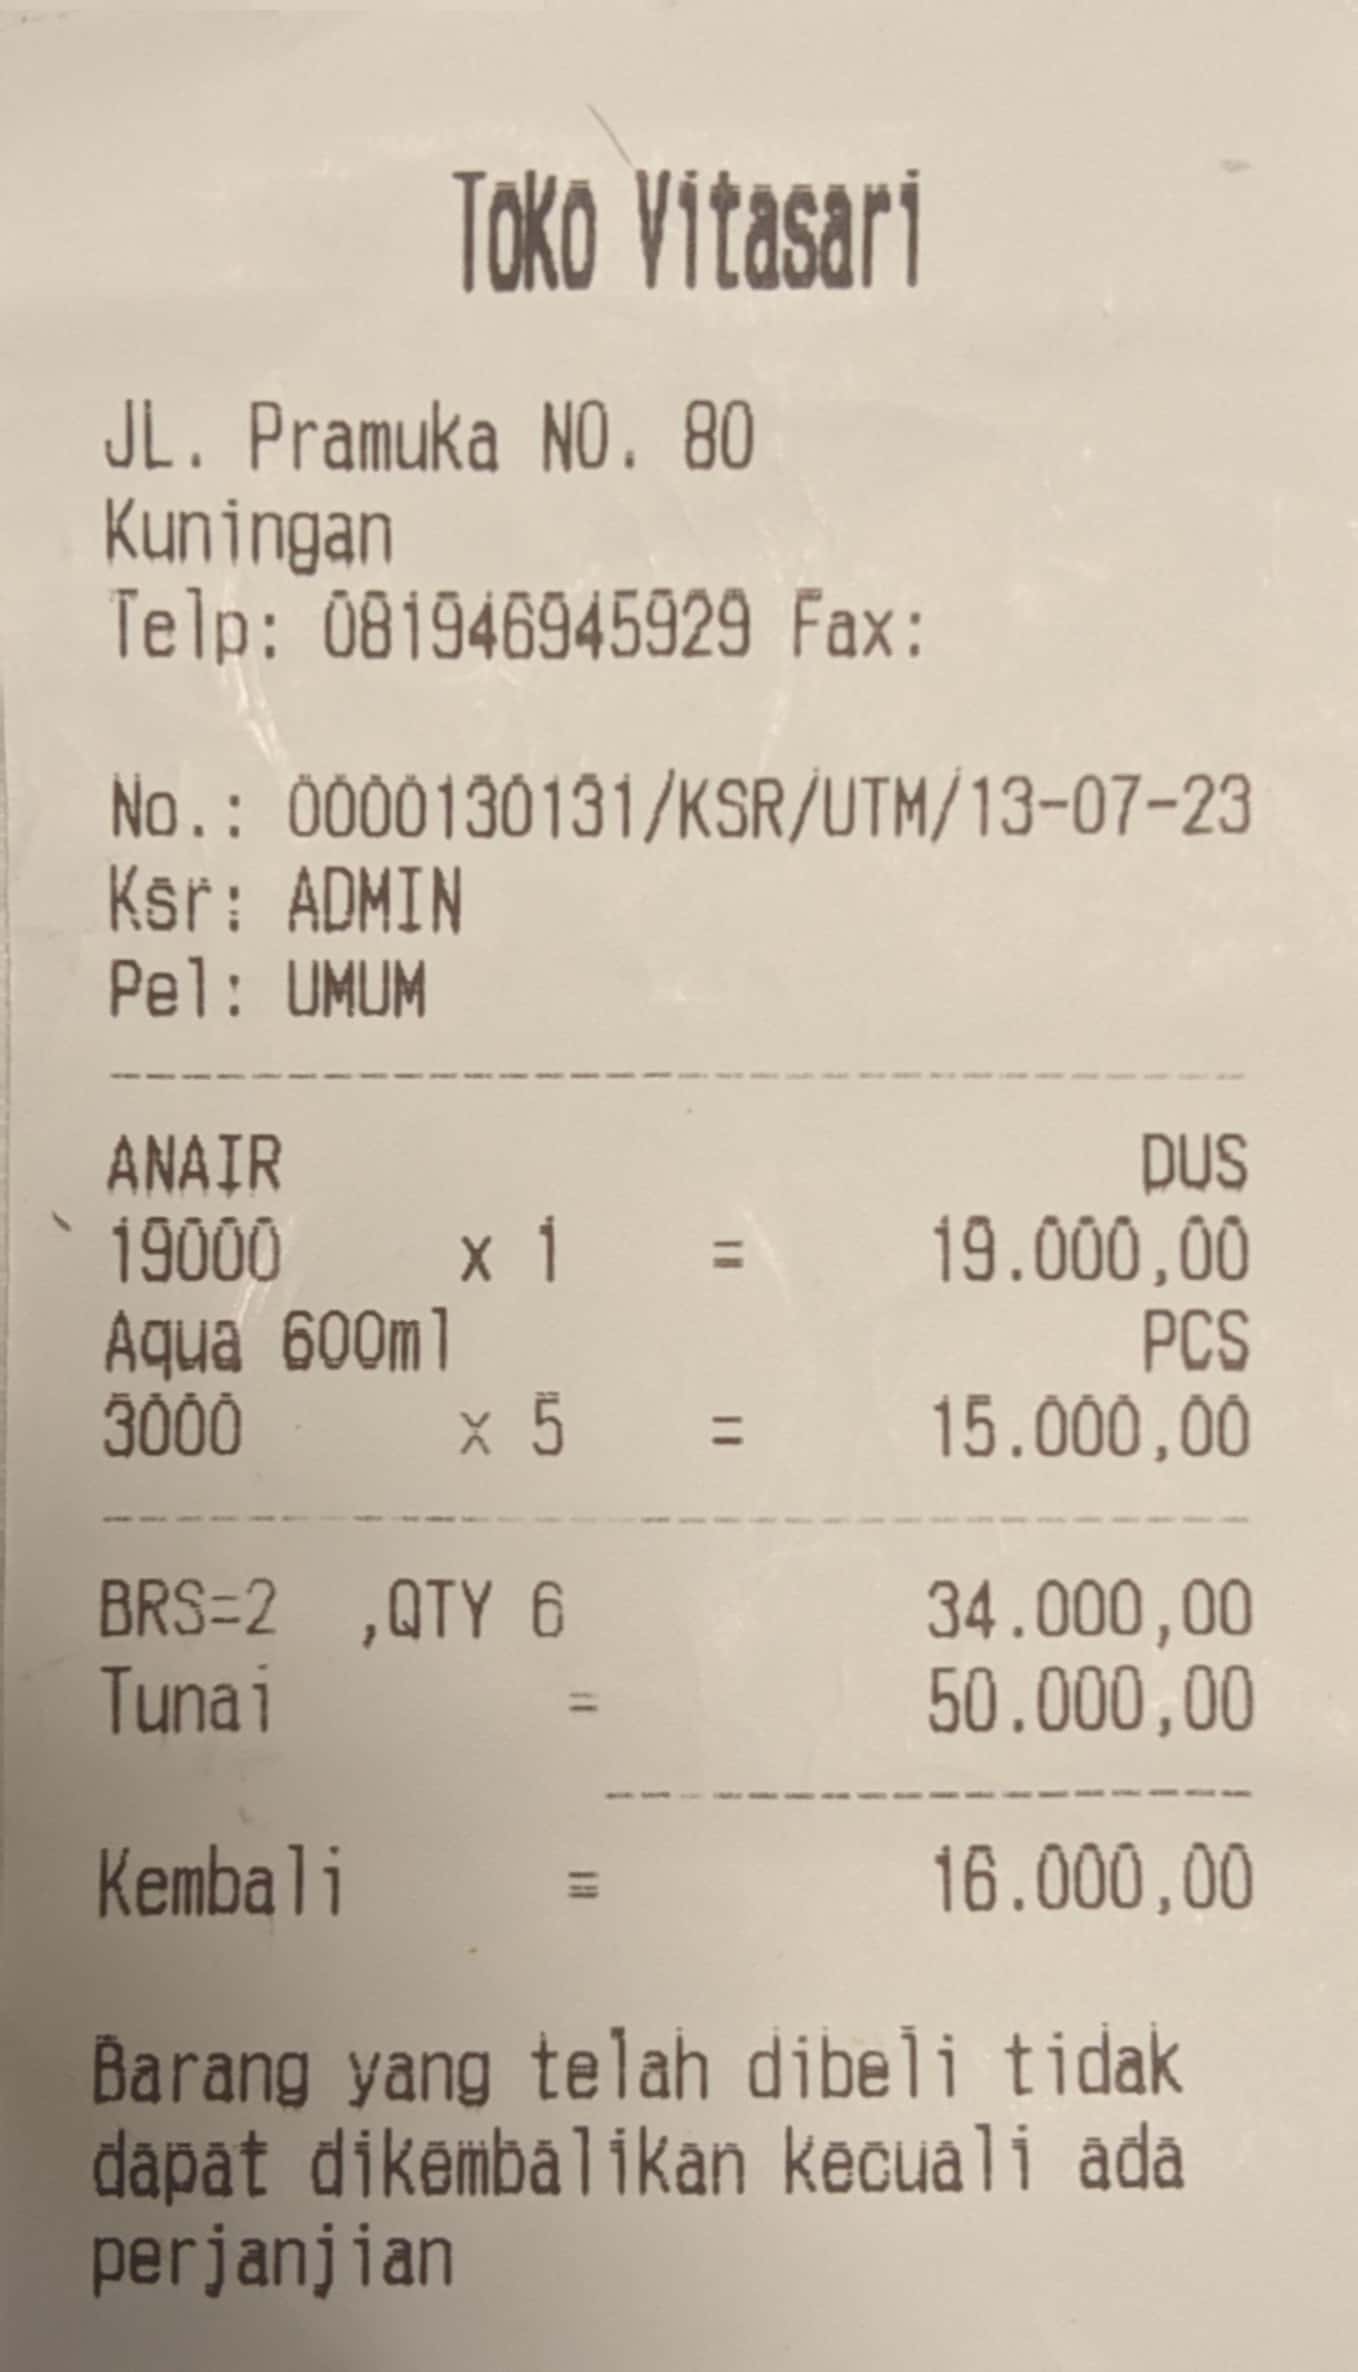 Toko Vitasari
JL. Pramuka NO. 80
Kuningan
Telp: 081946945929 Fax:
No.: 0000130131/KSR/UTM/13-07-23
Ksr: ADMIN
Pel: UMUM
ANAIR DUS
19000 x 1 = 19.000,00
Aqua 600ml PCS
3000 x 5 = 15.000,00
BRS=2 ,QTY 6 34.000,00
Tunai = 50.000,00
Kembali = 16.000,00
Barang yang telah dibeli tidak
dapat dikembalikan kecuali ada
perjanjian